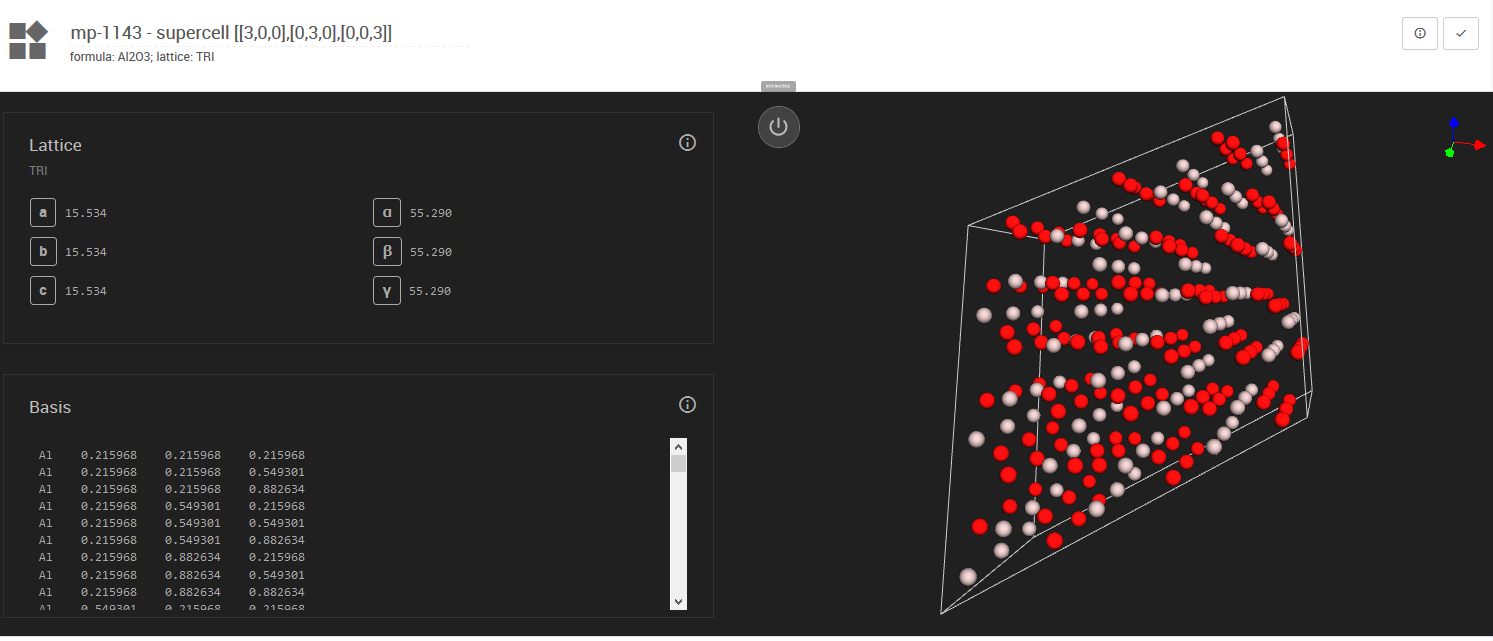 mp-1143 - supercell [[3,0,0],[0,3,0],[0,0,3]]
formula: Al2O3; lattice: TRI
INTERACTIVE
Lattice
TRI
a 15.534 α 55.290
b 15.534 β 55.290
c 15.534 γ 55.290
Basis
Al 0.215968 0.215968 0.215968
Al 0.215968 0.215968 0.549301
Al 0.215968 0.215968 0.882634
Al 0.215968 0.549301 0.215968
Al 0.215968 0.549301 0.549301
Al 0.215968 0.549301 0.882634
Al 0.215968 0.882634 0.215968
Al 0.215968 0.882634 0.549301
Al 0.215968 0.882634 0.882634
Al 0.549301 0.215968 0.215968